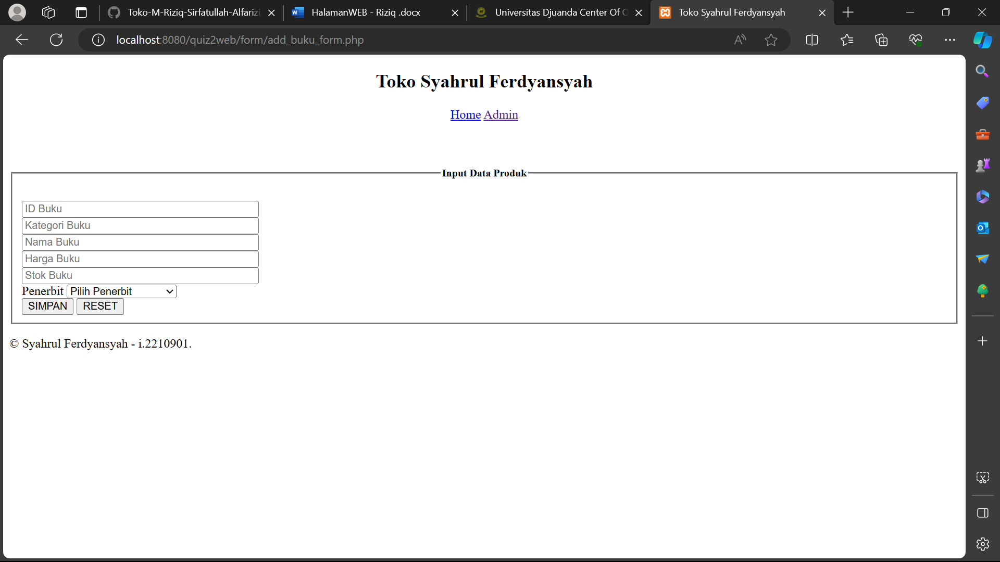 Toko-M-Riziq-Sirfatullah-Alfarizi
HalamanWEB - Riziq .docx
Universitas Djuanda Center Of O
Toko Syahrul Ferdyansyah
localhost:8080/quiz2web/form/add_buku_form.php
Toko Syahrul Ferdyansyah
Home Admin
Input Data Produk
ID Buku
Kategori Buku
Nama Buku
Harga Buku
Stok Buku
Penerbit Pilih Penerbit
SIMPAN RESET
© Syahrul Ferdyansyah - i.2210901.